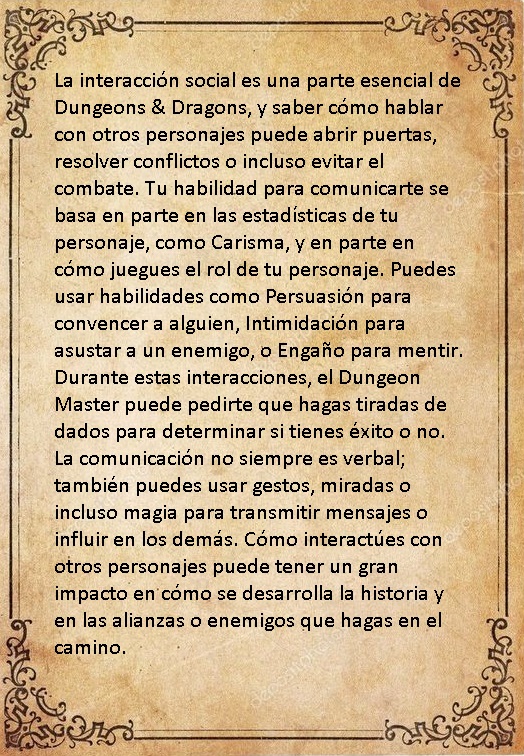 La interacción social es una parte esencial de
Dungeons & Dragons, y saber cómo hablar
con otros personajes puede abrir puertas,
resolver conflictos o incluso evitar el
combate. Tu habilidad para comunicarte se
basa en parte en las estadísticas de tu
personaje, como Carisma, y en parte en
cómo juegues el rol de tu personaje. Puedes
usar habilidades como Persuasión para
convencer a alguien, Intimidación para
asustar a un enemigo, o Engaño para mentir.
Durante estas interacciones, el Dungeon
Master puede pedirte que hagas tiradas de
dados para determinar si tienes éxito o no.
La comunicación no siempre es verbal;
también puedes usar gestos, miradas o
incluso magia para transmitir mensajes o
influir en los demás. Cómo interactúes con
otros personajes puede tener un gran
impacto en cómo se desarrolla la historia y
en las alianzas o enemigos que hagas en el
camino.